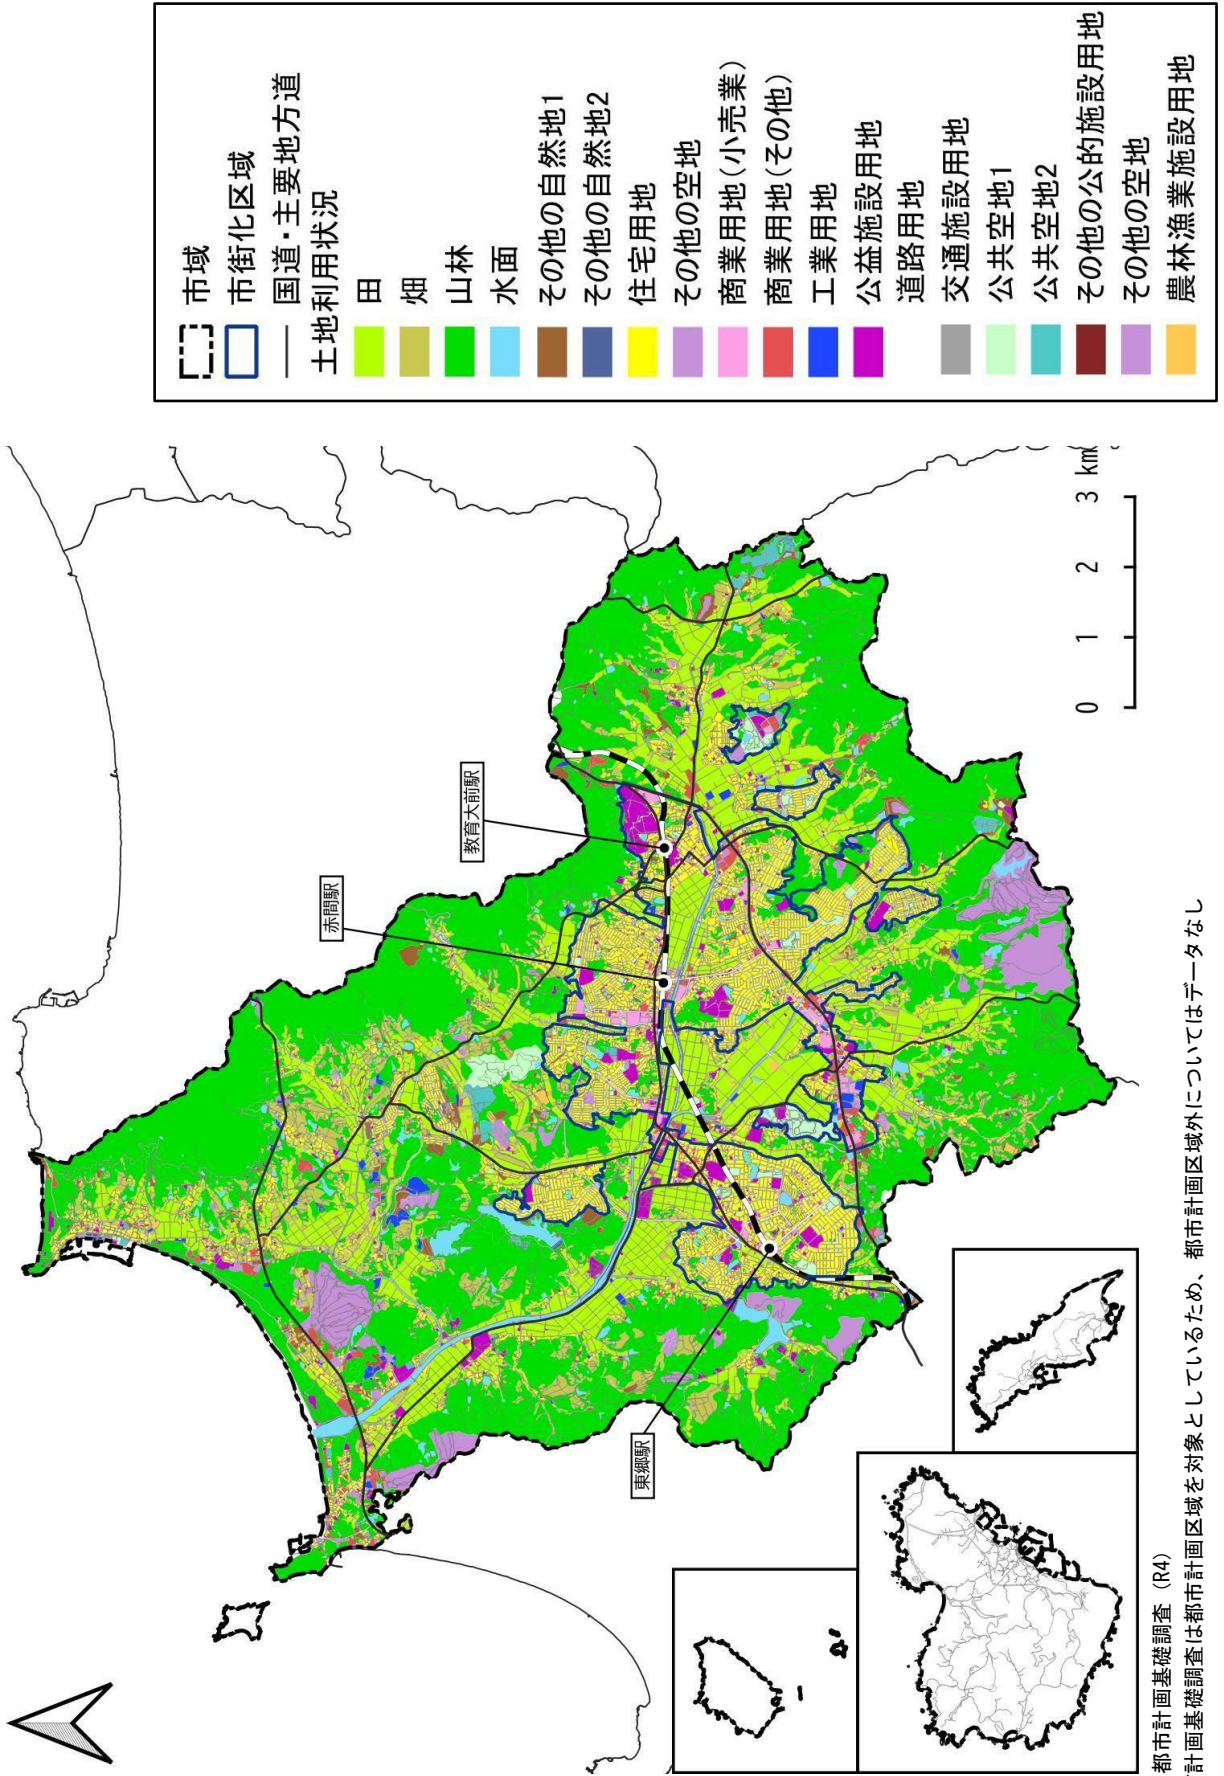 市域
市街化区域
国道・主要地方道
土地利用状況
田
畑
山林
水面
その他の自然地1
その他の自然地2
住宅用地
その他の空地
商業用地(小売業)
商業用地(その他)
工業用地
公益施設用地
道路用地
交通施設用地
公共空地1
公共空地2
その他の公的施設用地
その他の空地
農林漁業施設用地
教育大前駅
赤間駅
東郷駅
0 1 2 3 km
都市計画基礎調査（R4）
計画基礎調査は都市計画区域を対象としているため、都市計画区域外についてはデータなし